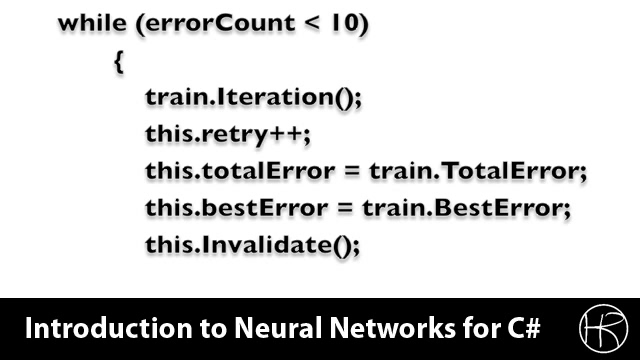 while (errorCount < 10)
{
train.Iteration();
this.retry++;
this.totalError = train.TotalError;
this.bestError = train.BestError;
this.Invalidate();
Introduction to Neural Networks for C#